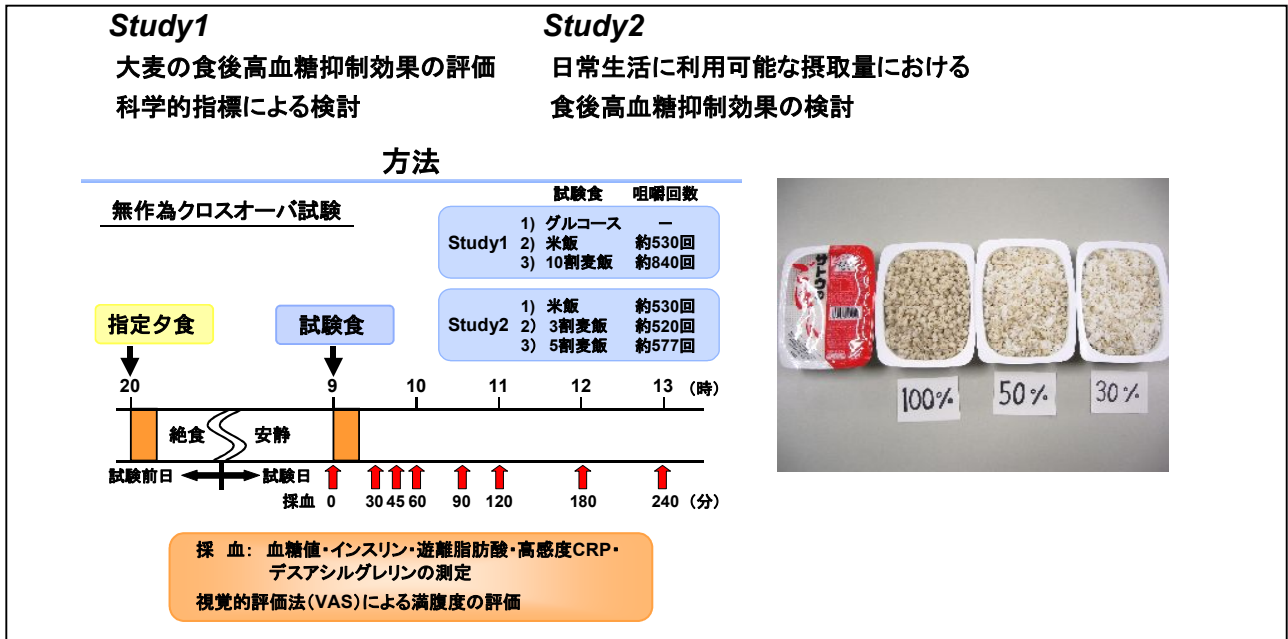 Study1
大麦の食後高血糖抑制効果の評価
科学的指標による検討
Study2
日常生活に利用可能な摂取量における
食後高血糖抑制効果の検討
方法
無作為クロスオーバ試験
試験食 咀嚼回数
Study1
1) グルコース －
2) 米飯 約530回
3) 10割麦飯 約840回
Study2
1) 米飯 約530回
2) 3割麦飯 約520回
3) 5割麦飯 約577回
指定夕食
試験食
20 9 10 11 12 13 (時)
絶食 安静
試験前日 試験日
採血 0 30 45 60 90 120 180 240 (分)
採 血: 血糖値・インスリン・遊離脂肪酸・高感度CRP・
デスアシルグレリンの測定
視覚的評価法(VAS)による満腹度の評価
サトウの
100% 50% 30%